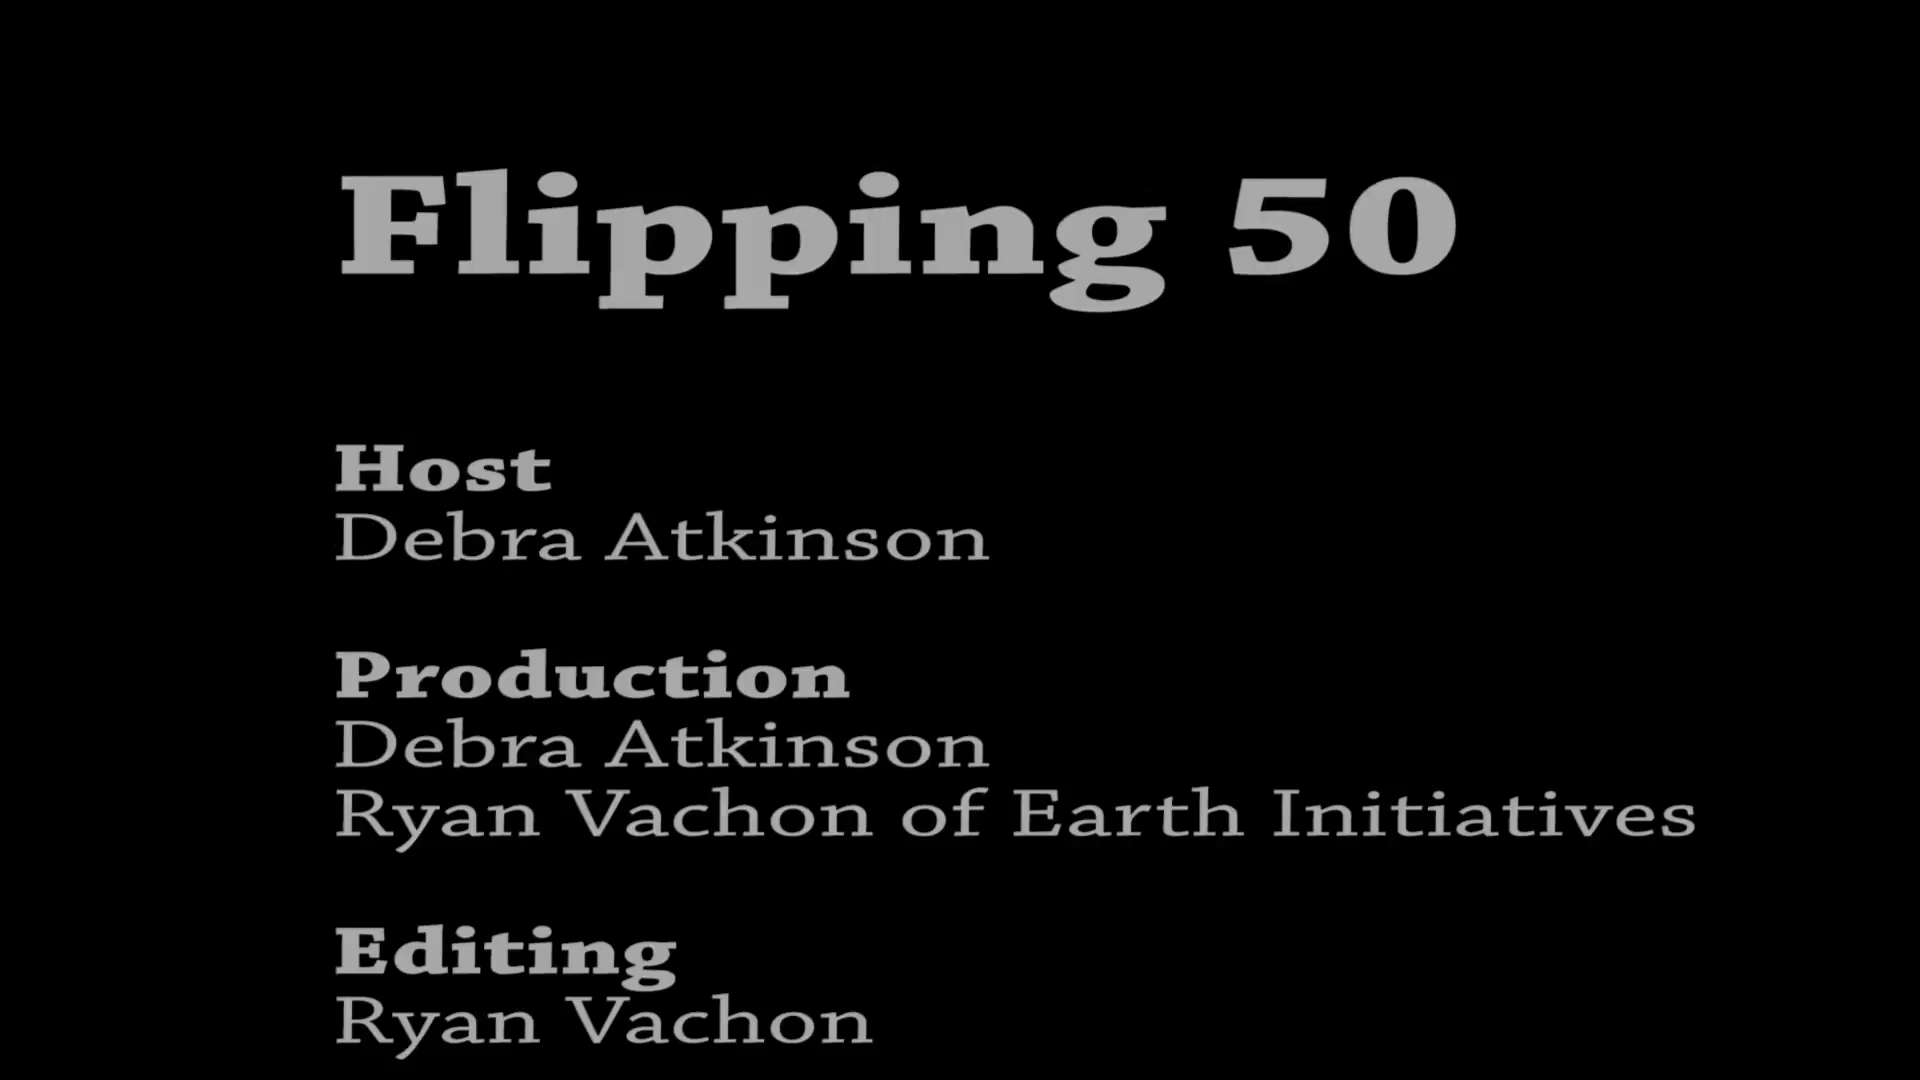 Flipping 50
Host
Debra Atkinson
Production
Debra Atkinson
Ryan Vachon of Earth Initiatives
Editing
Ryan Vachon